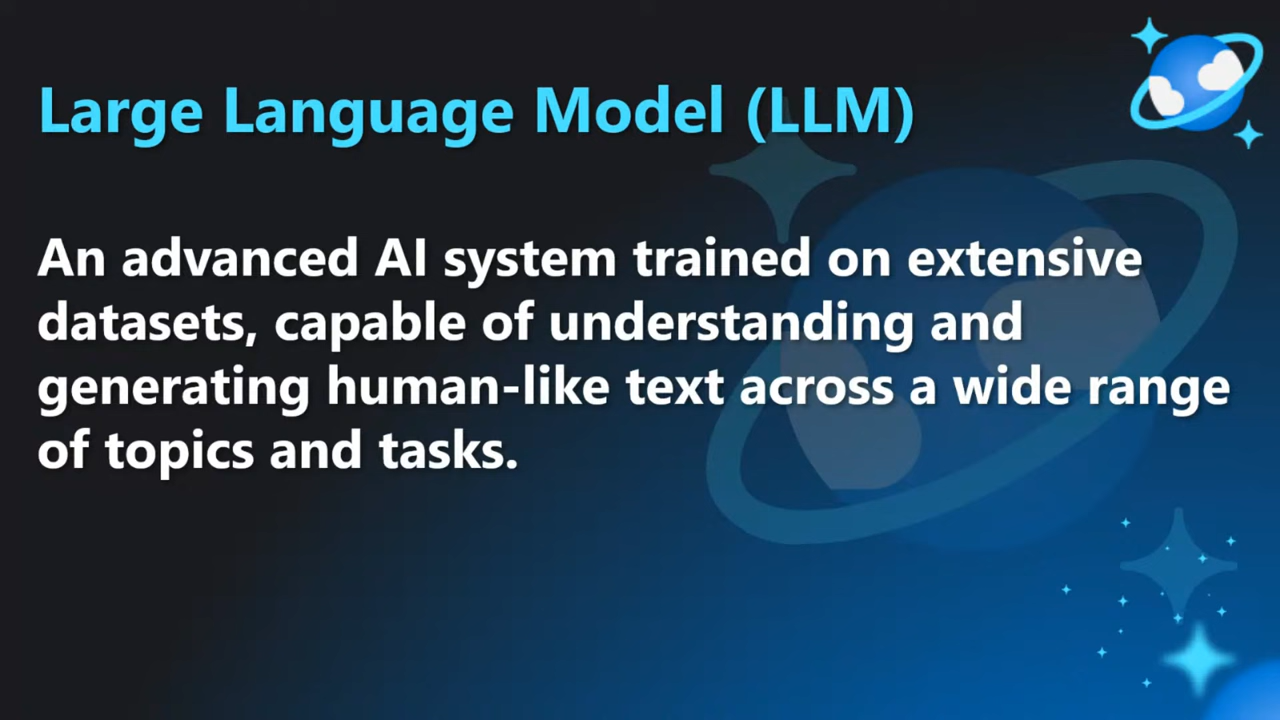 Large Language Model (LLM)
An advanced AI system trained on extensive
datasets, capable of understanding and
generating human-like text across a wide range
of topics and tasks.